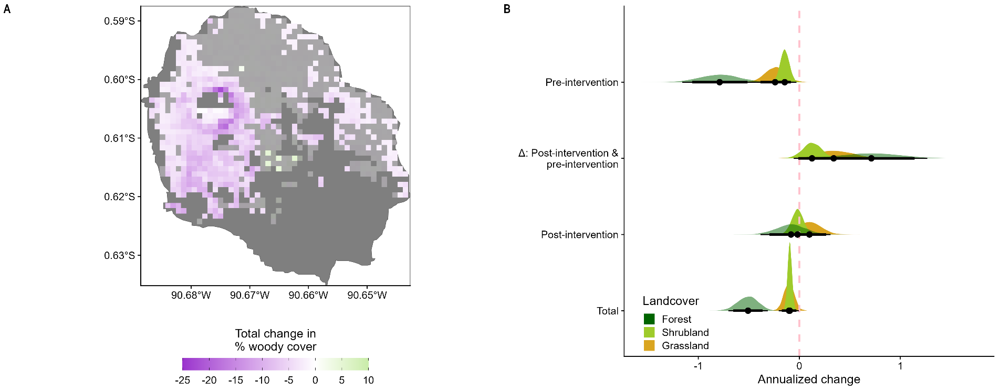 A
0.59°S
0.60°S
0.61°S
0.62°S
0.63°S
90.68°W 90.67°W 90.66°W 90.65°W
Total change in
% woody cover
-25 -20 -15 -10 -5 0 5 10
B
Pre-intervention
Δ: Post-intervention &
pre-intervention
Post-intervention
Total
Landcover
Forest
Shrubland
Grassland
-1 0 1
Annualized change